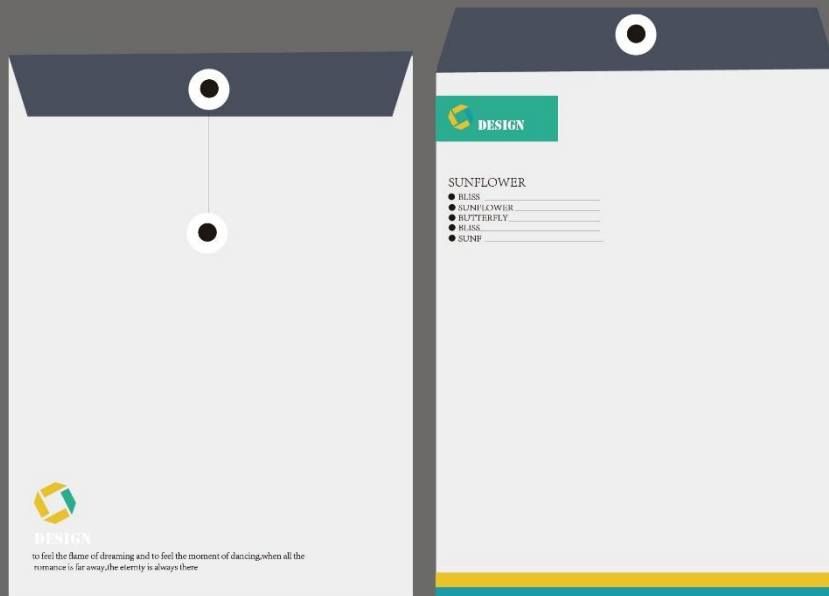 DESIGN
to feel the flame of dreaming and to feel the moment of dancing,when all the
romance is far away,the eternty is always there
DESIGN
SUNFLOWER
BLISS
SUNFLOWER
BUTTERFLY
BLISS
SUNF